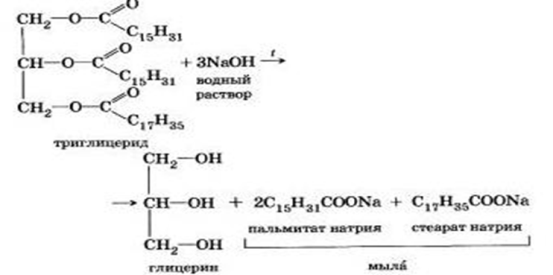 CH₂—O—C=O C₁₅H₃₁
CH—O—C=O C₁₅H₃₁ + 3NaOH t →
CH₂—O—C=O C₁₇H₃₅ водный
раствор
триглицерид
CH₂—OH
→ CH—OH + 2C₁₅H₃₁COONa + C₁₇H₃₅COONa
пальмитат натрия стеарат натрия
CH₂—OH
глицерин мыла́